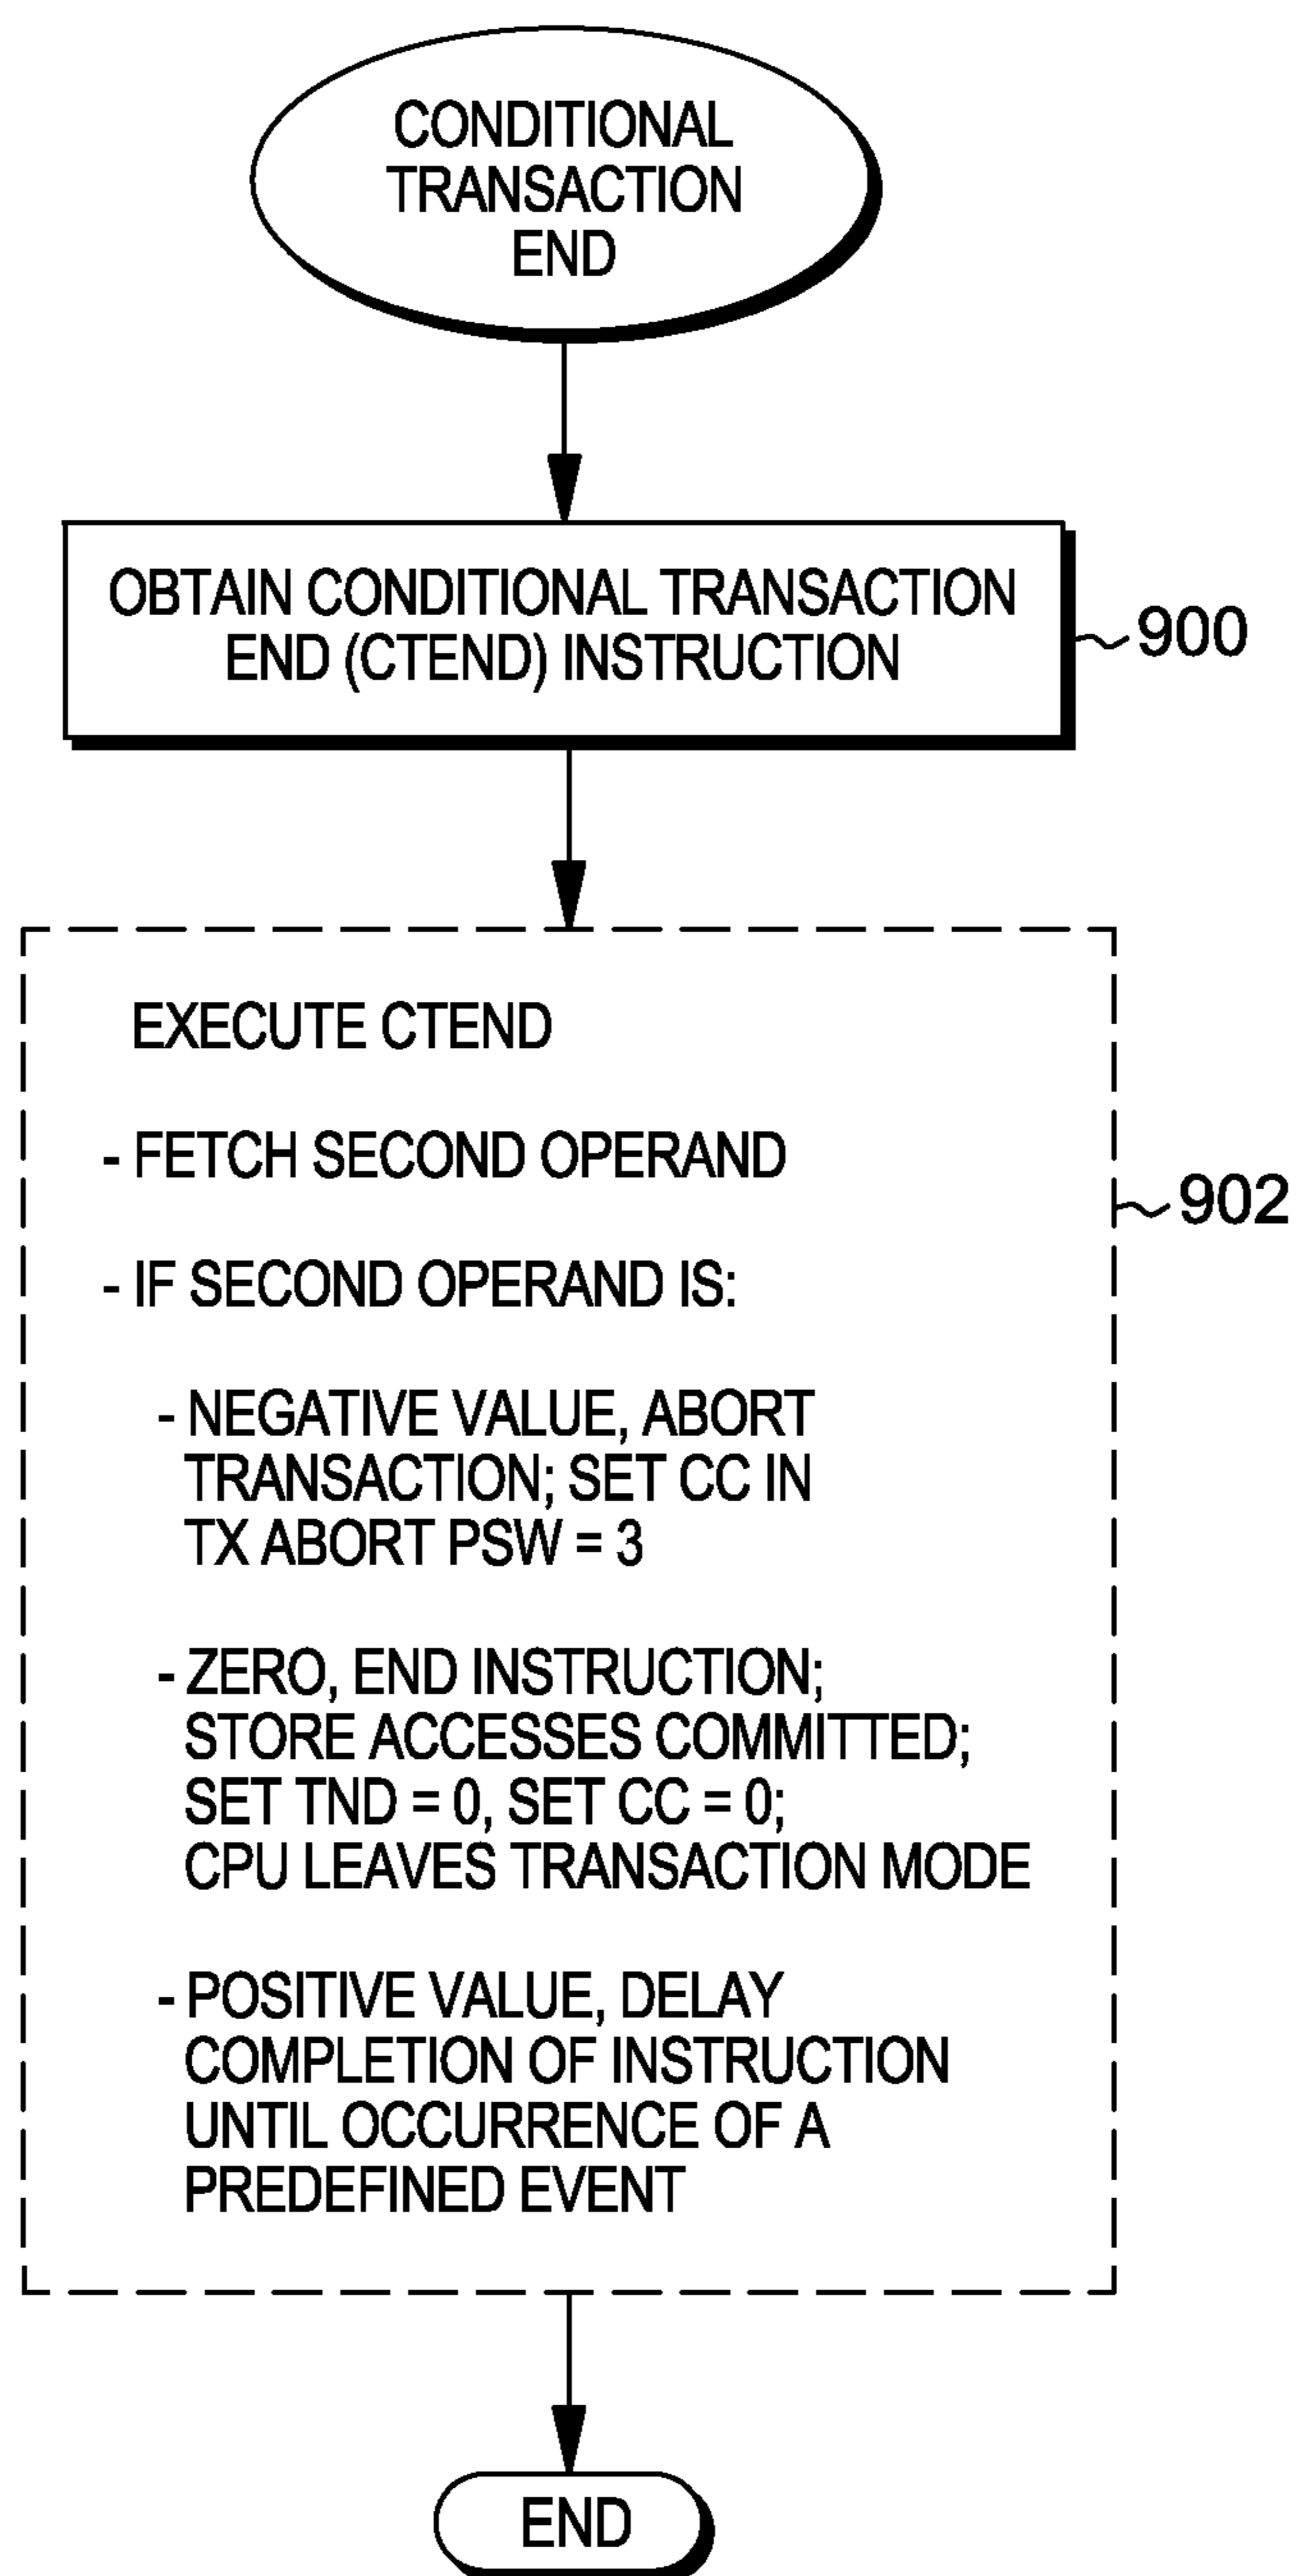 CONDITIONAL
TRANSACTION
END
OBTAIN CONDITIONAL TRANSACTION
END (CTEND) INSTRUCTION
900
EXECUTE CTEND
- FETCH SECOND OPERAND
902
- IF SECOND OPERAND IS:
- NEGATIVE VALUE, ABORT
TRANSACTION; SET CC IN
TX ABORT PSW = 3
- ZERO, END INSTRUCTION;
STORE ACCESSES COMMITTED;
SET TND = 0, SET CC = 0;
CPU LEAVES TRANSACTION MODE
- POSITIVE VALUE, DELAY
COMPLETION OF INSTRUCTION
UNTIL OCCURRENCE OF A
PREDEFINED EVENT
END